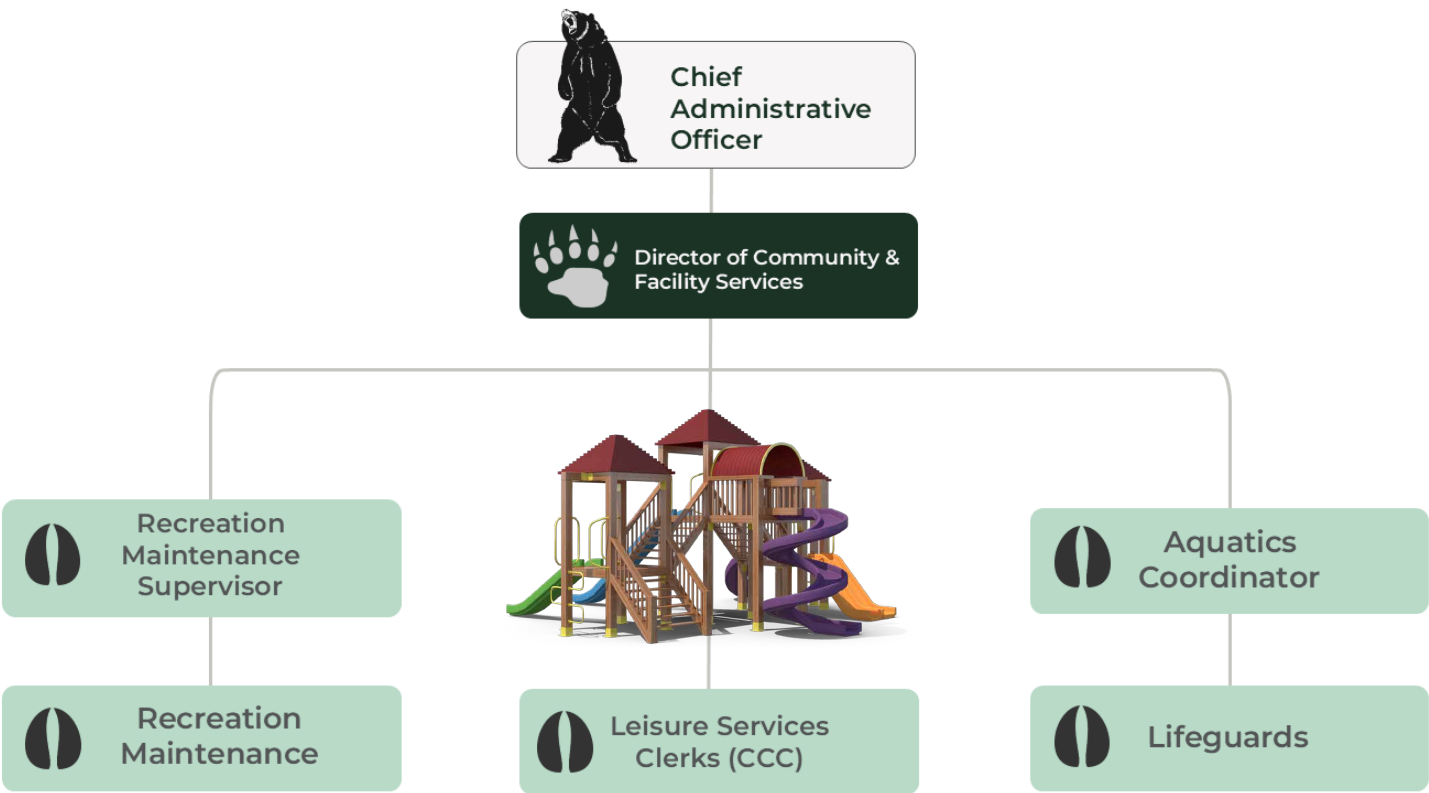 Chief
Administrative
Officer
Director of Community &
Facility Services
Recreation
Maintenance
Supervisor
Aquatics
Coordinator
Recreation
Maintenance
Leisure Services
Clerks (CCC)
Lifeguards